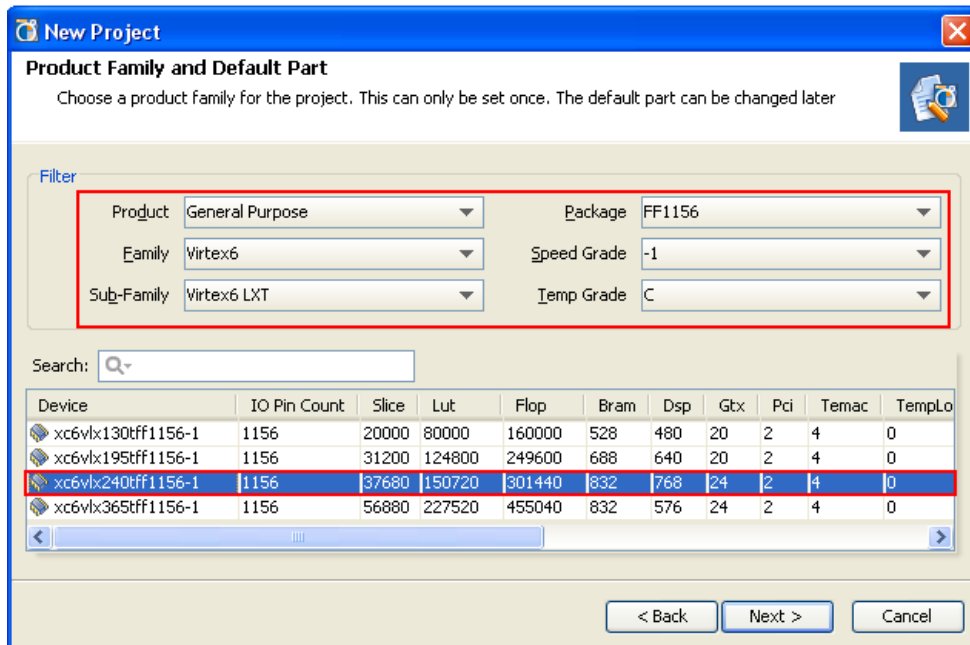 New Project
Product Family and Default Part
Choose a product family for the project. This can only be set once. The default part can be changed later
Filter
Product General Purpose Package FF1156
Family Virtex6 Speed Grade -1
Sub-Family Virtex6 LXT Temp Grade C
Search:
Device IO Pin Count Slice Lut Flop Bram Dsp Gtx Pci Temac TempLo
xc6vlx130tff1156-1 1156 20000 80000 160000 528 480 20 2 4 0
xc6vlx195tff1156-1 1156 31200 124800 249600 688 640 20 2 4 0
xc6vlx240tff1156-1 1156 37680 150720 301440 832 768 24 2 4 0
xc6vlx365tff1156-1 1156 56880 227520 455040 832 576 24 2 4 0
< Back Next > Cancel